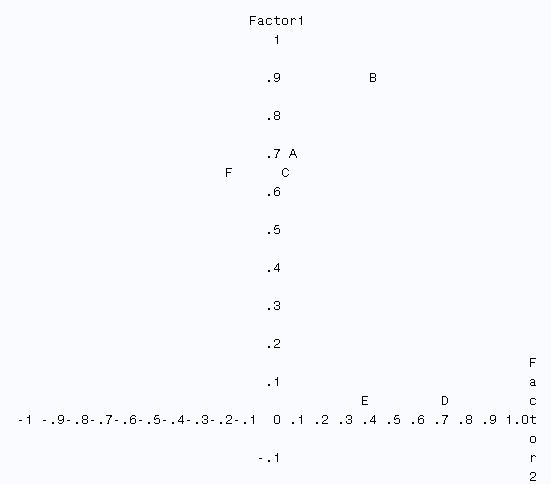 Factor1
1
.9 B
.8
.7 A
F C
.6
.5
.4
.3
.2
F
.1 a
E D c
-1 -.9-.8-.7-.6-.5-.4-.3-.2-.1 0 .1 .2 .3 .4 .5 .6 .7 .8 .9 1.0t
o
-.1 r
2